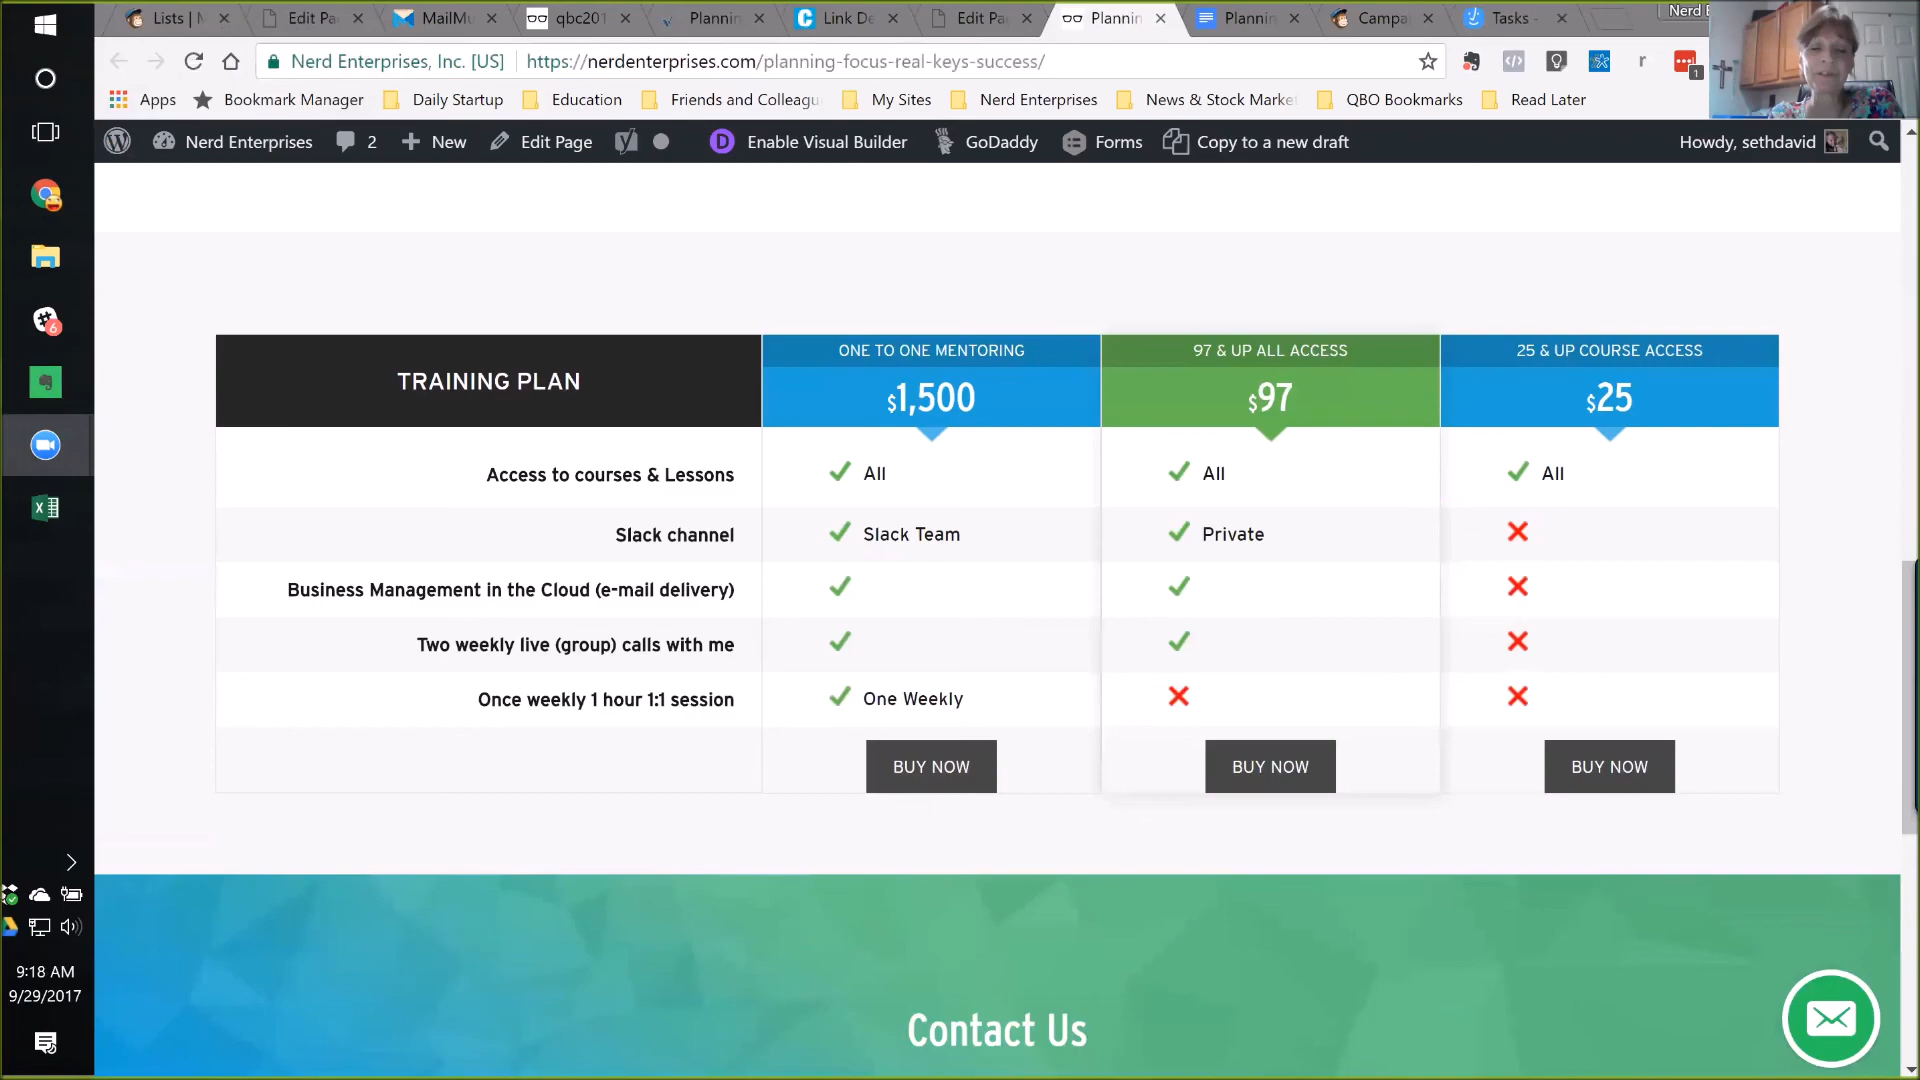 Lists | M
Edit Pa
MailMu
qbc201
Plannin
Link De
Edit Pa
Plannin
Plannin
Campa
Tasks -
Nerd E
Nerd Enterprises, Inc. [US]
https://nerdenterprises.com/planning-focus-real-keys-success/
1
Apps
Bookmark Manager
Daily Startup
Education
Friends and Colleagu
My Sites
Nerd Enterprises
News & Stock Market
QBO Bookmarks
Read Later
Nerd Enterprises
2
New
Edit Page
Enable Visual Builder
GoDaddy
Forms
Copy to a new draft
Howdy, sethdavid
TRAINING PLAN
ONE TO ONE MENTORING
$1,500
97 & UP ALL ACCESS
$97
25 & UP COURSE ACCESS
$25
Access to courses & Lessons
All
All
All
Slack channel
Slack Team
Private
Business Management in the Cloud (e-mail delivery)
Two weekly live (group) calls with me
Once weekly 1 hour 1:1 session
One Weekly
BUY NOW
BUY NOW
BUY NOW
Contact Us
6
9:18 AM
9/29/2017